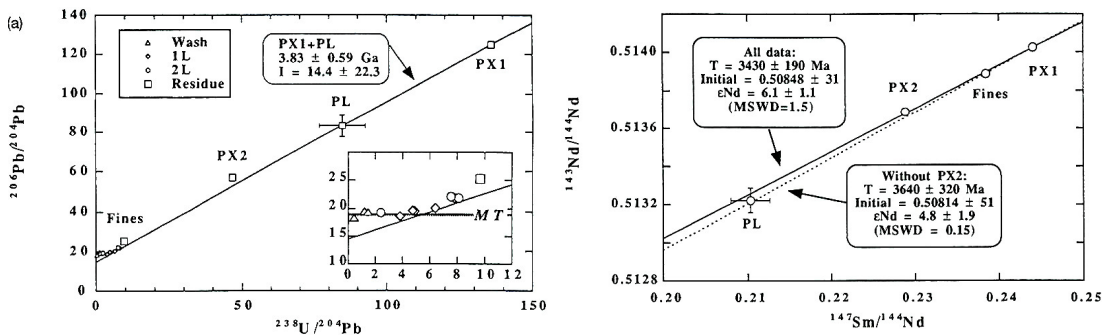 (a)
140
120
100
80
60
40
20
0
0
50
100
150
²⁰⁶Pb/²⁰⁴Pb
²³⁸U/²⁰⁴Pb
Wash
1L
2L
Residue
PX1+PL
3.83 ± 0.59 Ga
I = 14.4 ± 22.3
PX1
PL
PX2
Fines
25
20
15
10
MT
0 2 4 6 8 10 12
0.5140
0.5136
0.5132
0.5128
0.20
0.21
0.22
0.23
0.24
0.25
¹⁴³Nd/¹⁴⁴Nd
¹⁴⁷Sm/¹⁴⁴Nd
All data:
T = 3430 ± 190 Ma
Initial = 0.50848 ± 31
εNd = 6.1 ± 1.1
(MSWD=1.5)
PX2
Fines
PX1
PL
Without PX2:
T = 3640 ± 320 Ma
Initial = 0.50814 ± 51
εNd = 4.8 ± 1.9
(MSWD = 0.15)